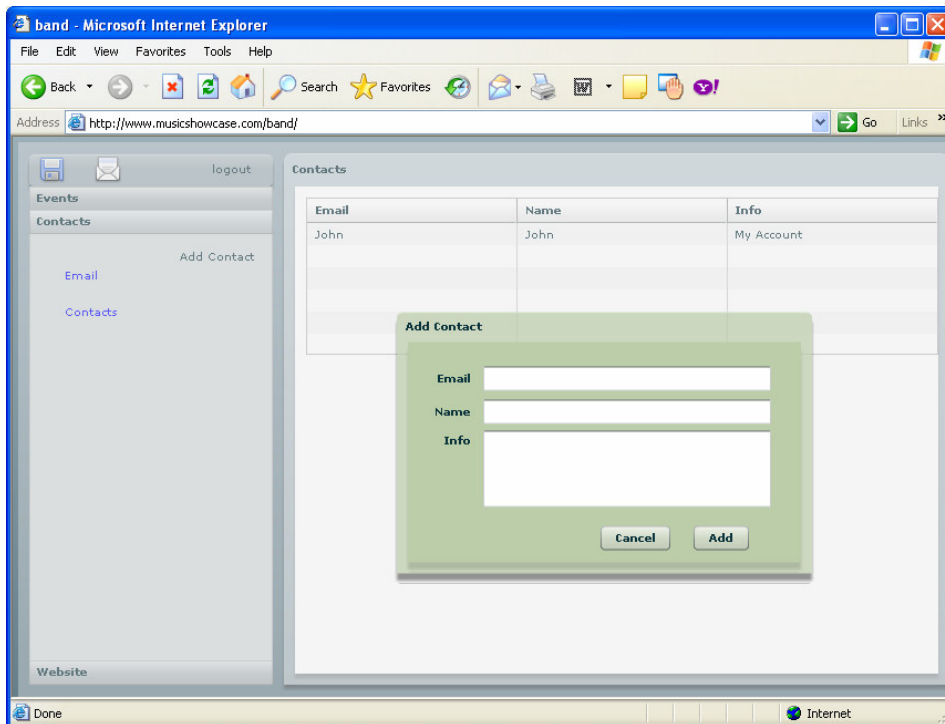 band - Microsoft Internet Explorer
File Edit View Favorites Tools Help
Back Search Favorites
Address http://www.musicshowcase.com/band/ Go Links »
logout
Contacts
Events
Contacts
Add Contact
Email
Contacts
Website
Email Name Info
John John My Account
Add Contact
Email
Name
Info
Cancel Add
Done Internet